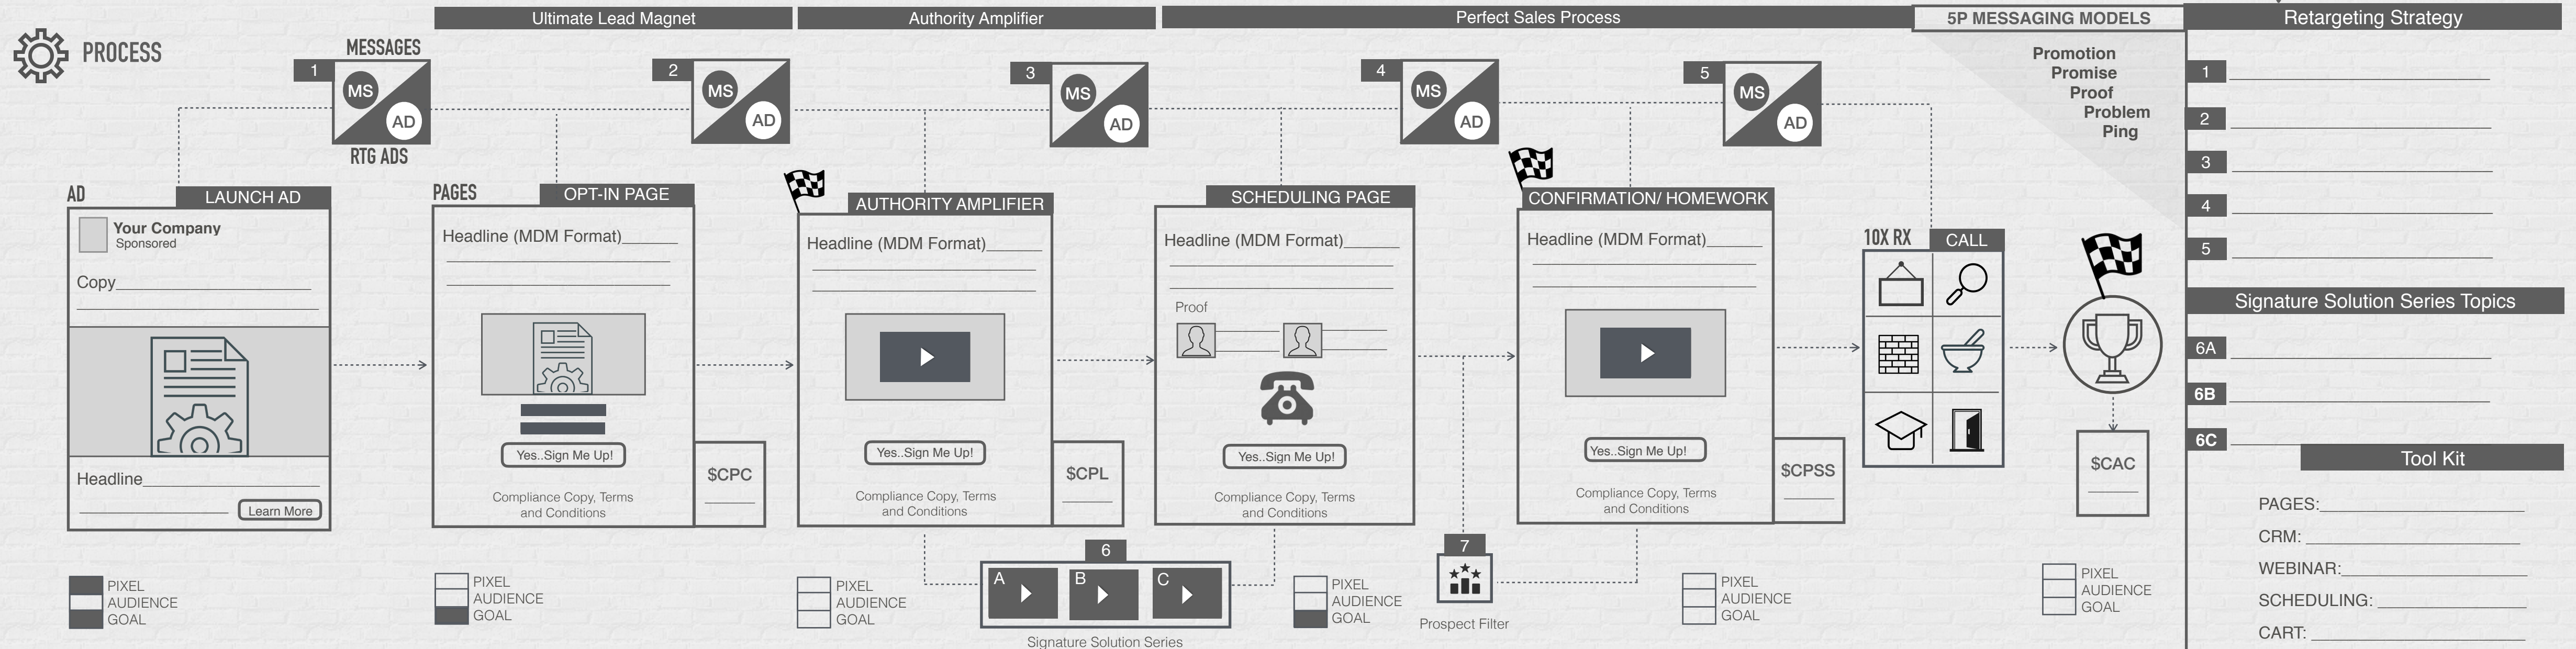 Ultimate Lead Magnet
Authority Amplifier
Perfect Sales Process
5P MESSAGING MODELS
Retargeting Strategy
PROCESS
MESSAGES
1
MS
AD
RTG ADS
2
MS
AD
3
MS
AD
4
MS
AD
5
MS
AD
Promotion
Promise
Proof
Problem
Ping
AD
LAUNCH AD
Your Company
Sponsored
Copy
Headline
Learn More
PIXEL
AUDIENCE
GOAL
PAGES
OPT-IN PAGE
Headline (MDM Format)
Yes..Sign Me Up!
Compliance Copy, Terms
and Conditions
$CPC
PIXEL
AUDIENCE
GOAL
AUTHORITY AMPLIFIER
Headline (MDM Format)
Yes..Sign Me Up!
Compliance Copy, Terms
and Conditions
$CPL
PIXEL
AUDIENCE
GOAL
6
A
B
C
Signature Solution Series
SCHEDULING PAGE
Headline (MDM Format)
Proof
Yes..Sign Me Up!
Compliance Copy, Terms
and Conditions
PIXEL
AUDIENCE
GOAL
7
Prospect Filter
CONFIRMATION/ HOMEWORK
Headline (MDM Format)
Yes..Sign Me Up!
Compliance Copy, Terms
and Conditions
$CPSS
PIXEL
AUDIENCE
GOAL
10X RX
CALL
$CAC
PIXEL
AUDIENCE
GOAL
1
2
3
4
5
Signature Solution Series Topics
6A
6B
6C
Tool Kit
PAGES:
CRM:
WEBINAR:
SCHEDULING:
CART: